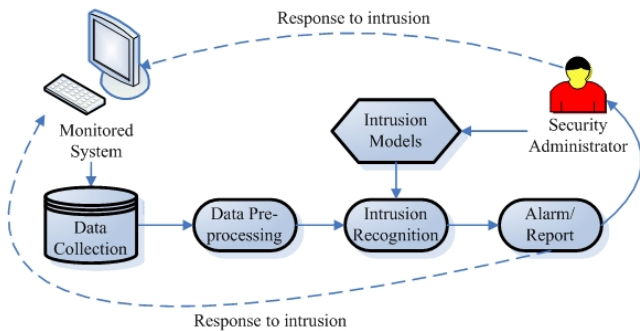 Response to intrusion
Monitored
System
Intrusion
Models
Security
Administrator
Data
Collection
Data Pre-
processing
Intrusion
Recognition
Alarm/
Report
Response to intrusion